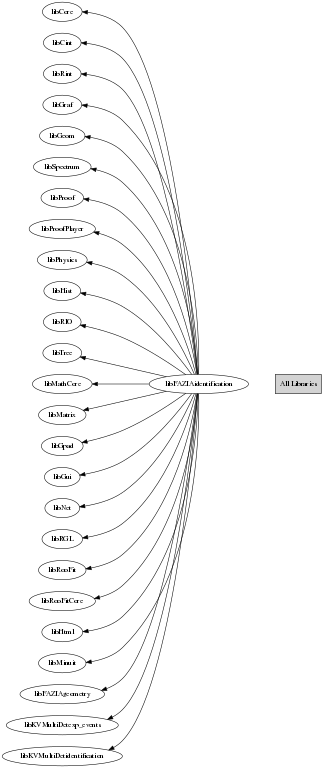 libCore
libCint
libRint
libGraf
libGeom
libSpectrum
libProof
libProofPlayer
libPhysics
libHist
libRIO
libTree
libMathCore
libFAZIAidentification
All Libraries
libMatrix
libGpad
libGui
libNet
libRGL
libRooFit
libRooFitCore
libHtml
libMinuit
libFAZIAgeometry
libKVMultiDetexp_events
libKVMultiDetidentification